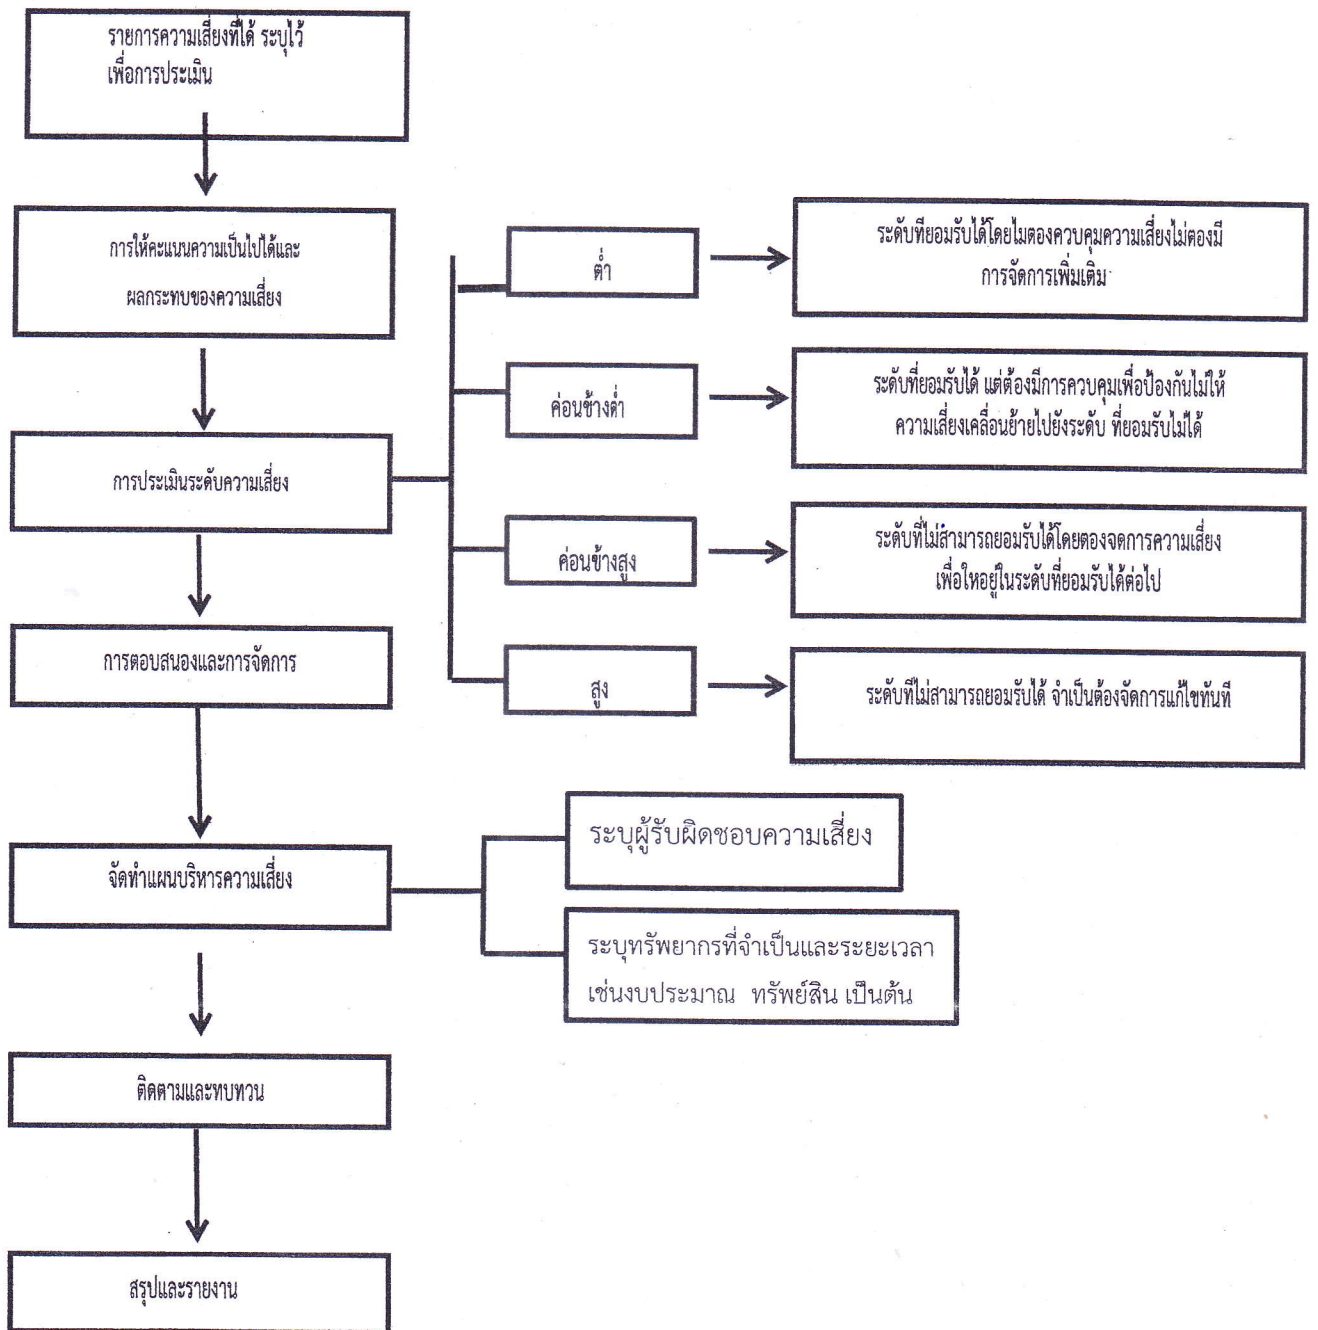 รายการความเสี่ยงที่ได้ ระบุไว้
เพื่อการประเมิน
การให้คะแนนความเป็นไปได้และ
ผลกระทบของความเสี่ยง
การประเมินระดับความเสี่ยง
ต่ำ
ระดับที่ยอมรับได้โดยไมตองควบคุมความเสี่ยงไม่ตองมี
การจัดการเพิ่มเติม
ค่อนข้างต่ำ
ระดับที่ยอมรับได้ แต่ต้องมีการควบคุมเพื่อป้องกันไม่ให้
ความเสี่ยงเคลื่อนย้ายไปยังระดับ ที่ยอมรับไม่ได้
ค่อนข้างสูง
ระดับที่ไม่สามารถยอมรับได้โดยตองจดการความเสี่ยง
เพื่อใหอยู่ในระดับที่ยอมรับได้ต่อไป
สูง
ระดับที่ไม่สามารถยอมรับได้ จำเป็นต้องจัดการแก้ไขทันที
การตอบสนองและการจัดการ
จัดทำแผนบริหารความเสี่ยง
ระบุผู้รับผิดชอบความเสี่ยง
ระบุทรัพยากรที่จำเป็นและระยะเวลา
เช่นงบประมาณ ทรัพย์สิน เป็นต้น
ติดตามและทบทวน
สรุปและรายงาน